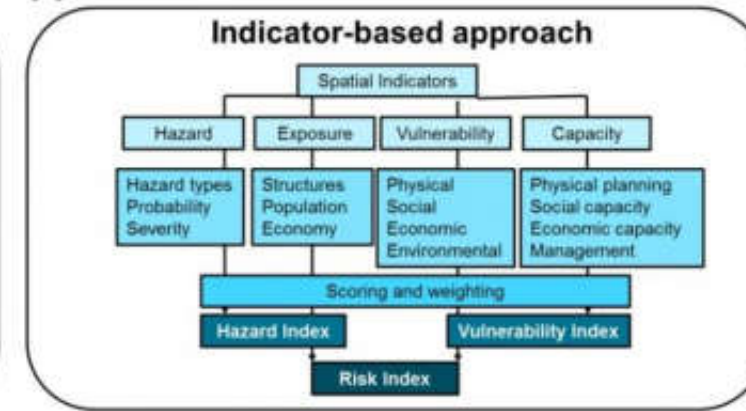 Indicator-based approach
Spatial Indicators
Hazard
Exposure
Vulnerability
Capacity
Hazard types
Probability
Severity
Structures
Population
Economy
Physical
Social
Economic
Environmental
Physical planning
Social capacity
Economic capacity
Management
Scoring and weighting
Hazard Index
Vulnerability Index
Risk Index